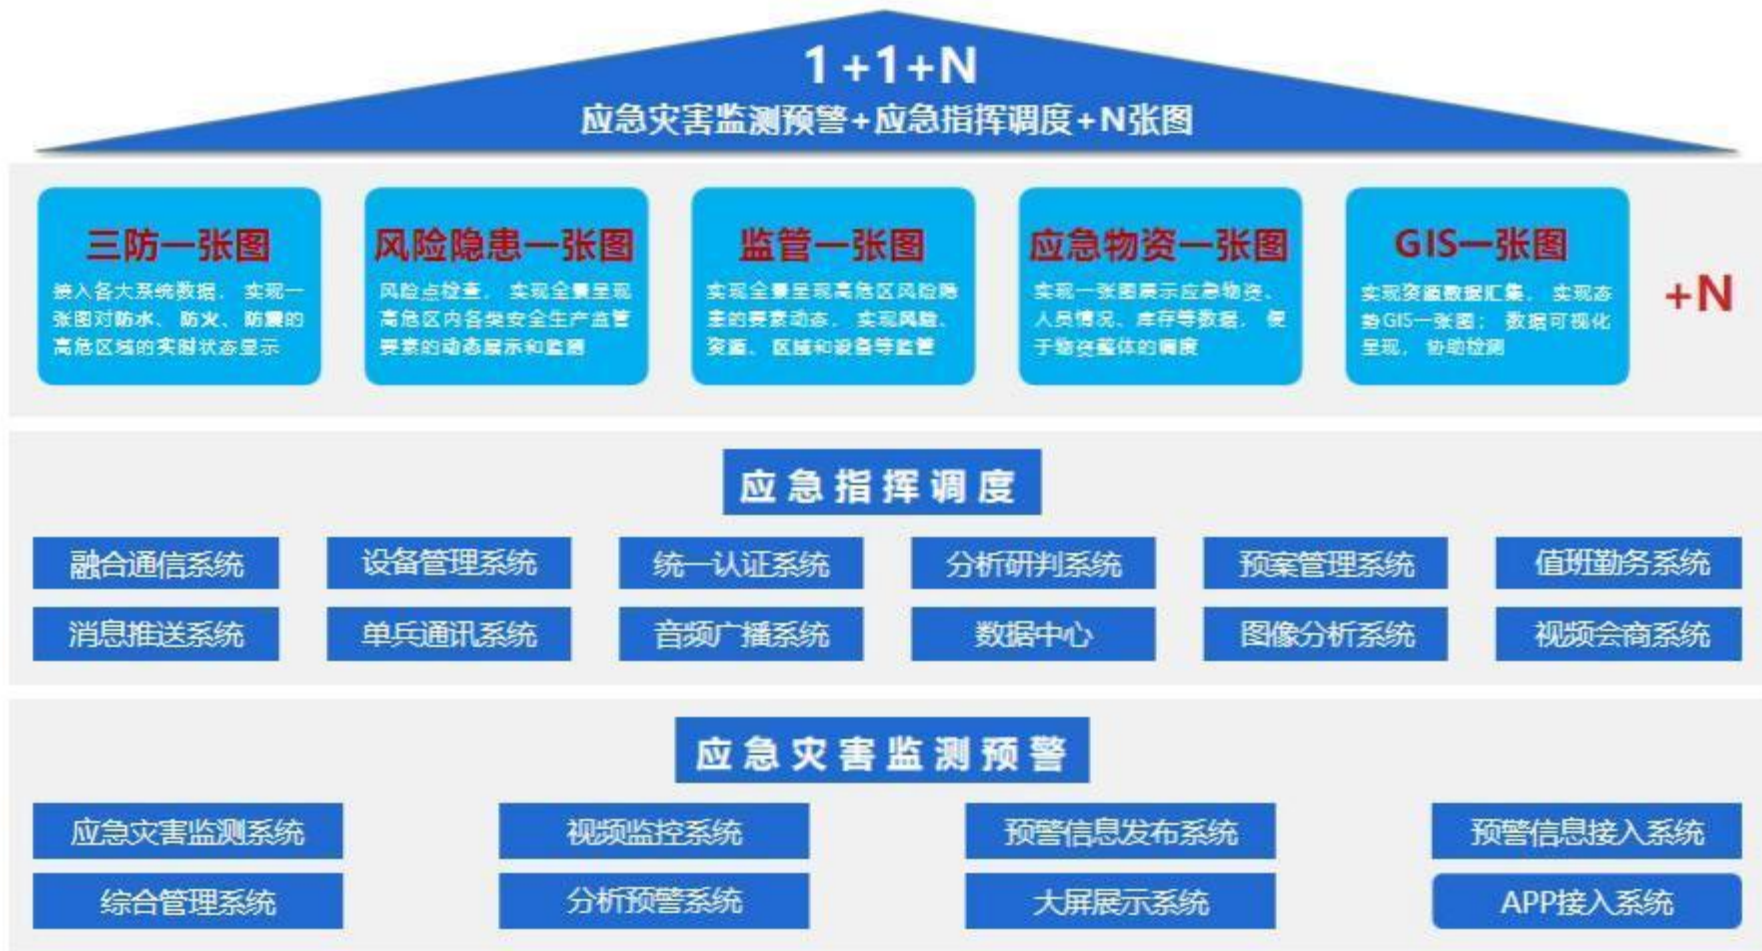 1+1+N
应急灾害监测预警+应急指挥调度+N张图
三防一张图
接入各大系统数据，实现一
张图对防水、防火、防震的
高危区域的实时状态显示
风险隐患一张图
风险点检查，实现全景呈现
高危区内各类安全生产监管
要素的动态展示和监测
监管一张图
实现全景呈现高危区风险隐
患的要素动态，实现风险、
资源、区域和设备等监管
应急物资一张图
实现一张图展示应急物资、
人员情况、库存等数据，便
于物资整体的调度
GIS一张图
实现资源数据汇集，实现态
势GIS一张图；数据可视化
呈现，协助检测
+N
应急指挥调度
融合通信系统
设备管理系统
统一认证系统
分析研判系统
预案管理系统
值班勤务系统
消息推送系统
单兵通讯系统
音频广播系统
数据中心
图像分析系统
视频会商系统
应急灾害监测预警
应急灾害监测系统
视频监控系统
预警信息发布系统
预警信息接入系统
综合管理系统
分析预警系统
大屏展示系统
APP接入系统